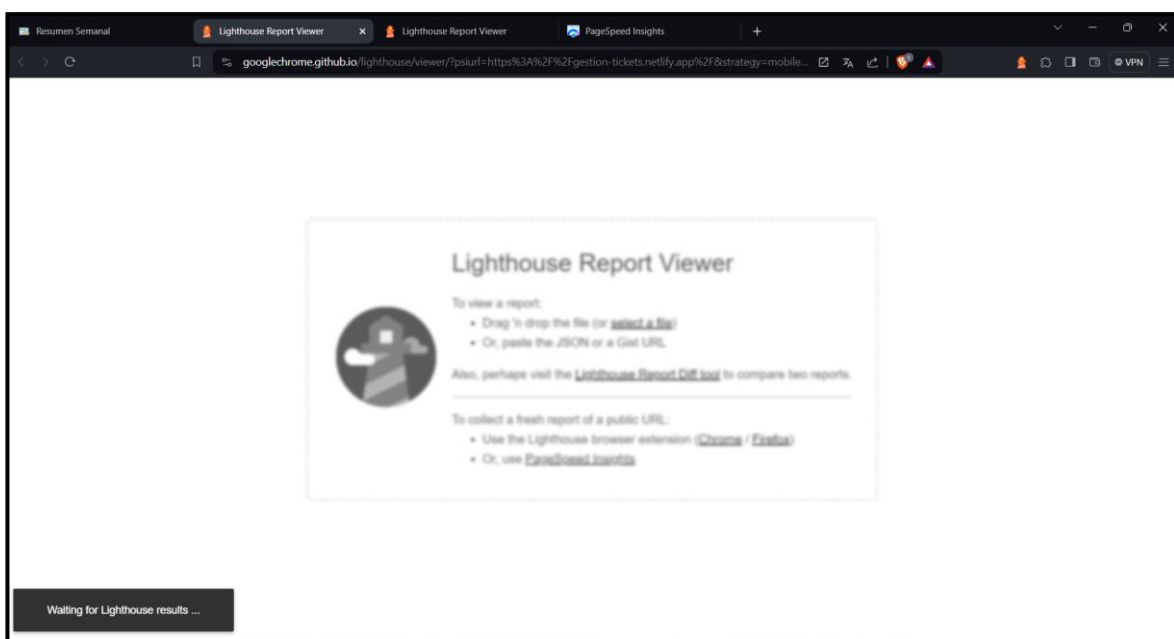 Resumen Semanal
Lighthouse Report Viewer
Lighthouse Report Viewer
PageSpeed Insights
googlechrome.github.io/lighthouse/viewer/?psiurl=https%3A%2F%2Fgestion-tickets.netlify.app%2F&strategy=mobile...
VPN
Lighthouse Report Viewer
To view a report:
• Drag 'n drop the file (or select a file)
• Or, paste the JSON or a Gist URL
Also, perhaps visit the Lighthouse Report Diff tool to compare two reports.
To collect a fresh report of a public URL:
• Use the Lighthouse browser extension (Chrome / Firefox)
• Or, use PageSpeed Insights
Waiting for Lighthouse results ...